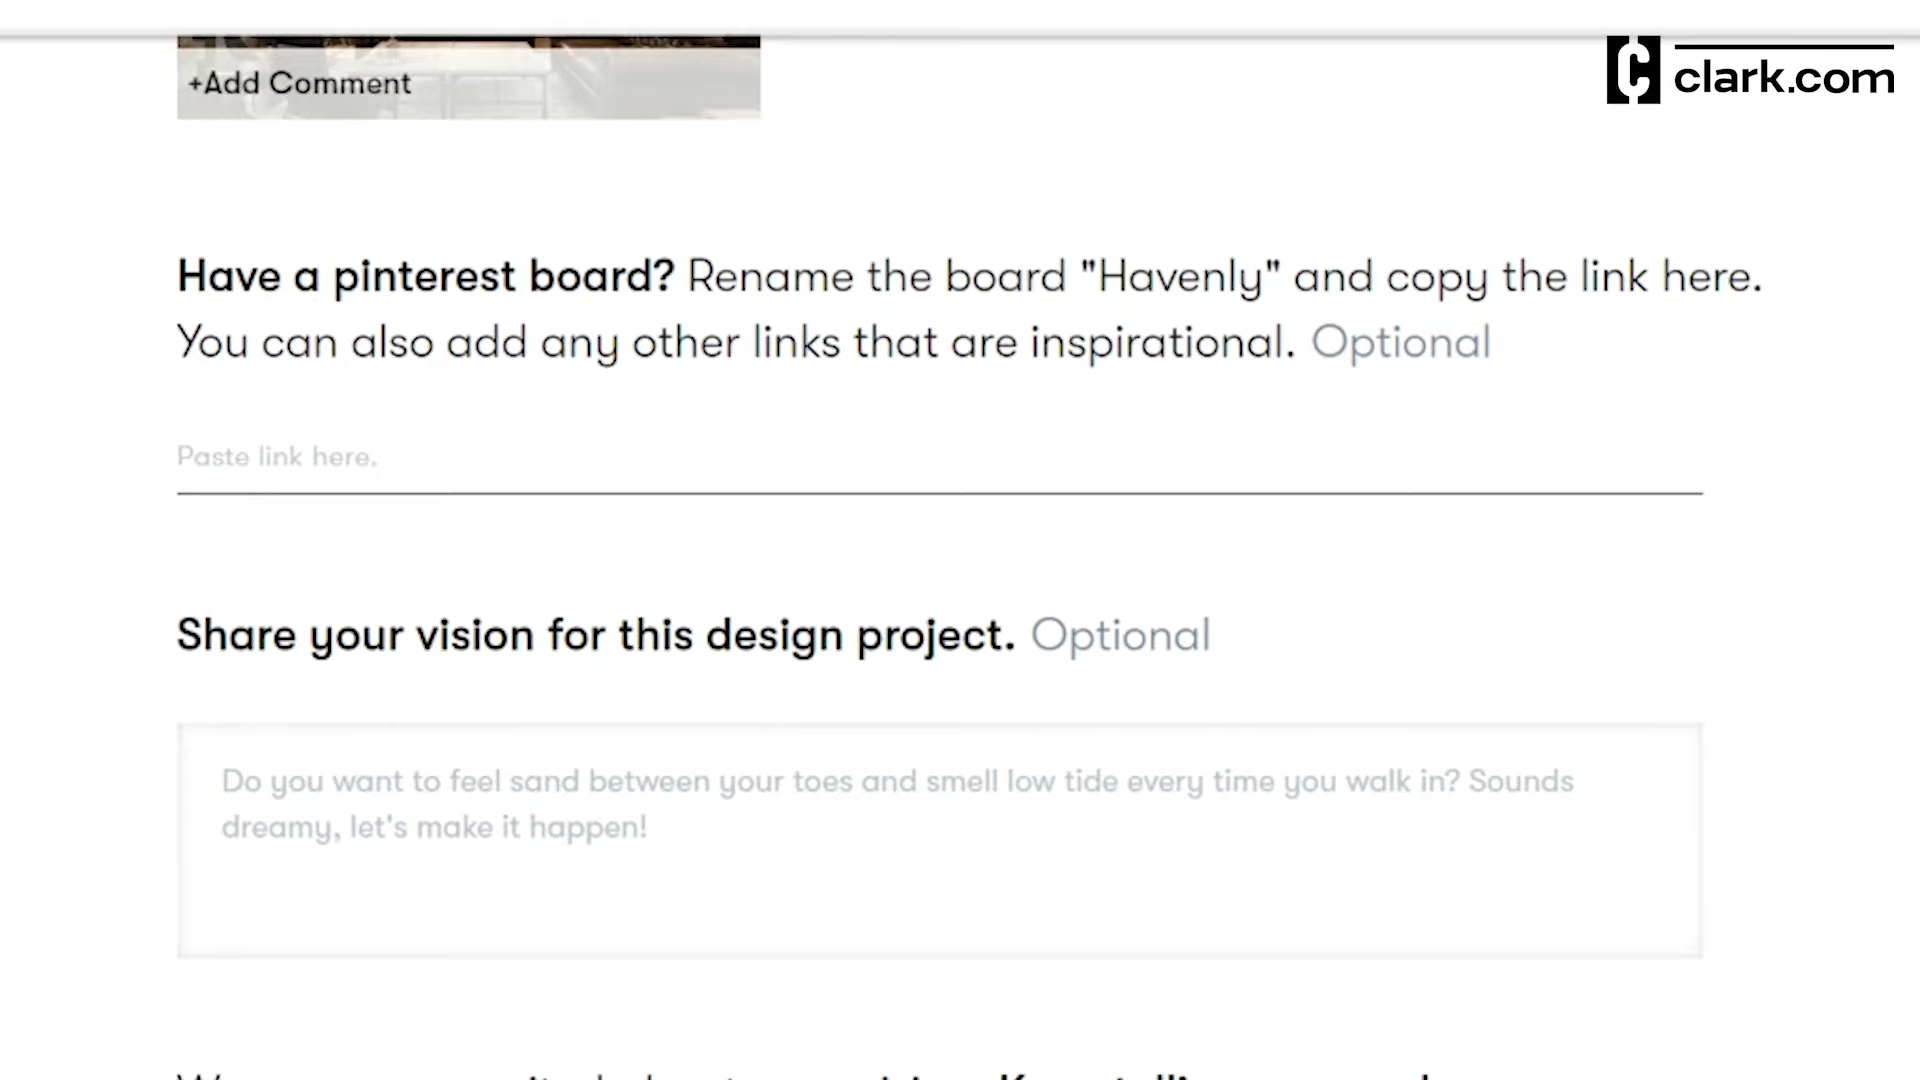 clark.com
+Add Comment
Have a pinterest board? Rename the board "Havenly" and copy the link here.
You can also add any other links that are inspirational. Optional
Paste link here.
Share your vision for this design project. Optional
Do you want to feel sand between your toes and smell low tide every time you walk in? Sounds
dreamy, let's make it happen!